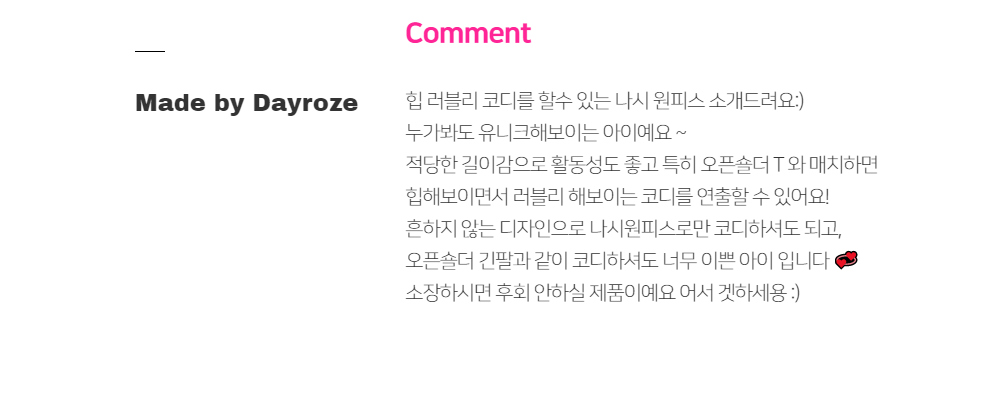 Comment
Made by Dayroze
힙 러블리 코디를 할수 있는 나시 원피스 소개드려요:)
누가봐도 유니크해보이는 아이예요 ~
적당한 길이감으로 활동성도 좋고 특히 오픈숄더 T 와 매치하면
힙해보이면서 러블리 해보이는 코디를 연출할 수 있어요!
흔하지 않는 디자인으로 나시원피스로만 코디하셔도 되고,
오픈숄더 긴팔과 같이 코디하셔도 너무 이쁜 아이 입니다 💞
소장하시면 후회 안하실 제품이예요 어서 겟하세용 :)